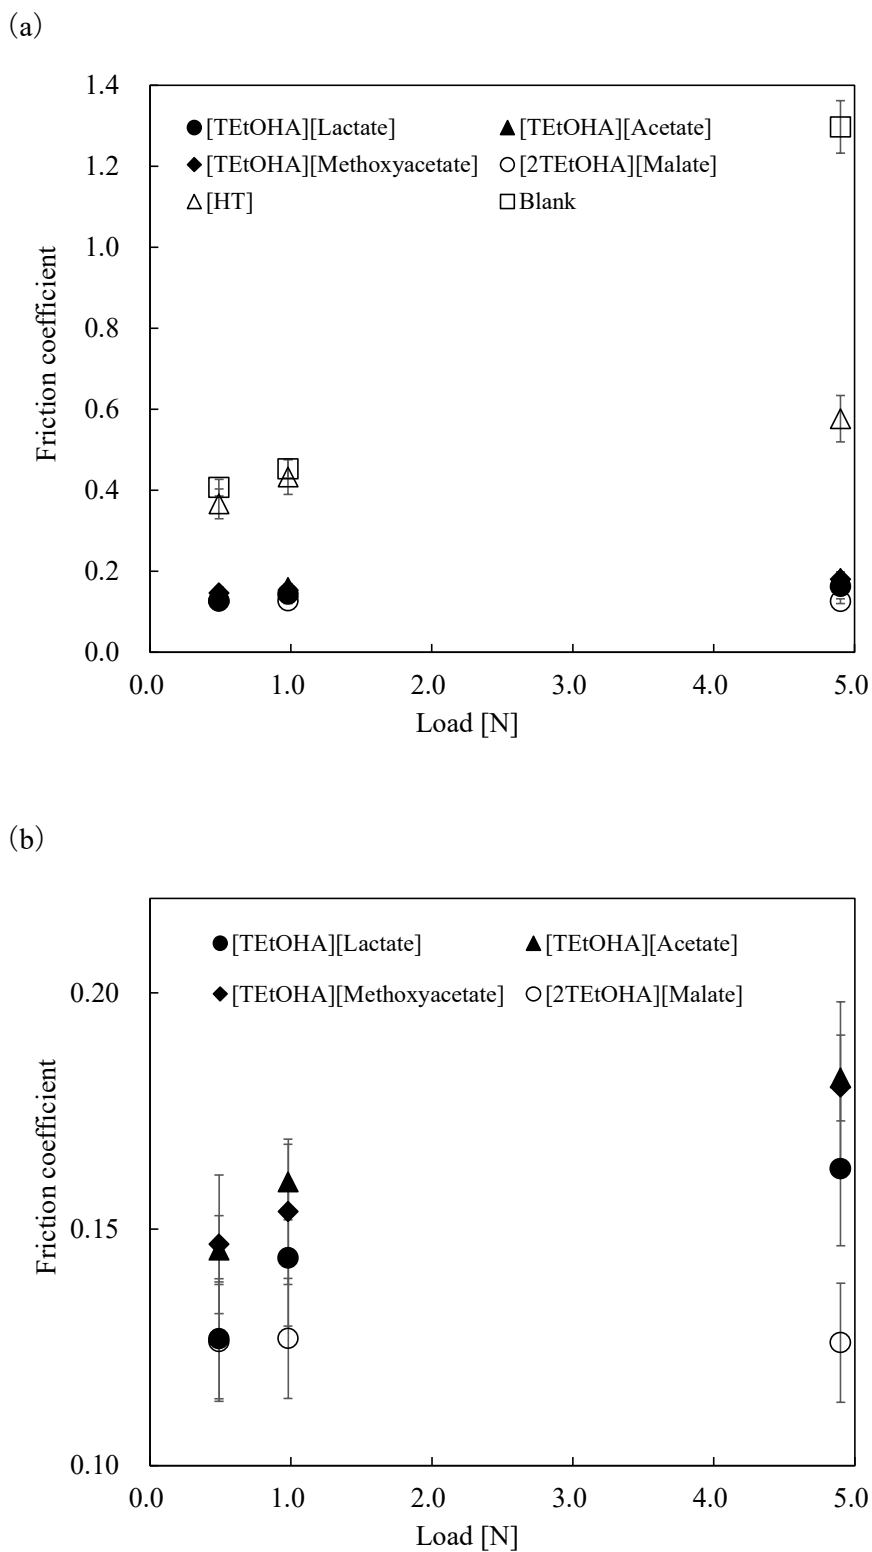 (a)
1.4
1.2
1.0
0.8
0.6
0.4
0.2
0.0
Friction coefficient
[TEtOHA][Lactate] [TEtOHA][Acetate]
[TEtOHA][Methoxyacetate] [2TEtOHA][Malate]
[HT] Blank
0.0 1.0 2.0 3.0 4.0 5.0
Load [N]
(b)
0.20
0.15
0.10
Friction coefficient
[TEtOHA][Lactate] [TEtOHA][Acetate]
[TEtOHA][Methoxyacetate] [2TEtOHA][Malate]
0.0 1.0 2.0 3.0 4.0 5.0
Load [N]